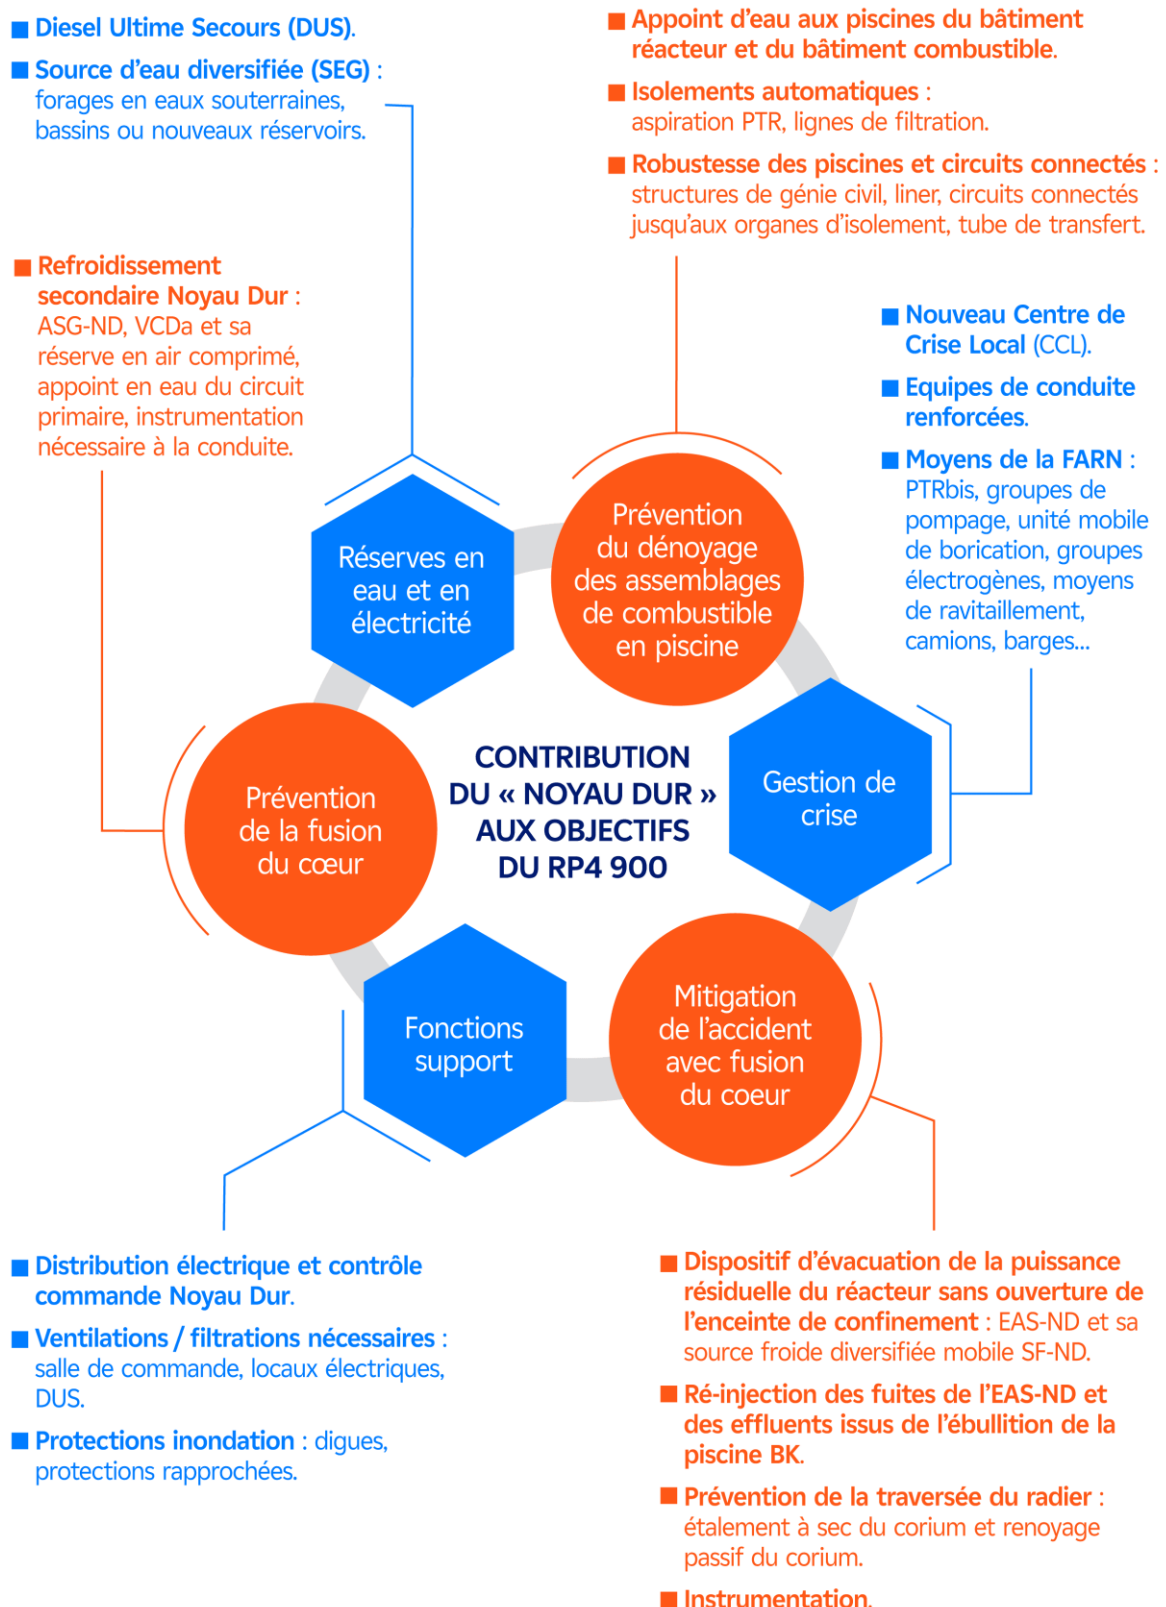 ■ Diesel Ultime Secours (DUS).
■ Source d’eau diversifiée (SEG) :
forages en eaux souterraines,
bassins ou nouveaux réservoirs.
■ Appoint d’eau aux piscines du bâtiment
réacteur et du bâtiment combustible.
■ Isolements automatiques :
aspiration PTR, lignes de filtration.
■ Robustesse des piscines et circuits connectés :
structures de génie civil, liner, circuits connectés
jusqu’aux organes d’isolement, tube de transfert.
■ Refroidissement
secondaire Noyau Dur :
ASG-ND, VCDa et sa
réserve en air comprimé,
appoint en eau du circuit
primaire, instrumentation
nécessaire à la conduite.
■ Nouveau Centre de
Crise Local (CCL).
■ Equipes de conduite
renforcées.
■ Moyens de la FARN :
PTRbis, groupes de
pompage, unité mobile
de borication, groupes
électrogènes, moyens
de ravitaillement,
camions, barges...
Réserves en
eau et en
électricité
Prévention
du dénoyage
des assemblages
de combustible
en piscine
Prévention
de la fusion
du cœur
CONTRIBUTION
DU « NOYAU DUR »
AUX OBJECTIFS
DU RP4 900
Gestion de
crise
Fonctions
support
Mitigation
de l’accident
avec fusion
du coeur
■ Distribution électrique et contrôle
commande Noyau Dur.
■ Ventilations / filtrations nécessaires :
salle de commande, locaux électriques,
DUS.
■ Protections inondation : digues,
protections rapprochées.
■ Dispositif d’évacuation de la puissance
résiduelle du réacteur sans ouverture de
l’enceinte de confinement : EAS-ND et sa
source froide diversifiée mobile SF-ND.
■ Ré-injection des fuites de l’EAS-ND et
des effluents issus de l’ébullition de la
piscine BK.
■ Prévention de la traversée du radier :
étalement à sec du corium et renoyage
passif du corium.
■ Instrumentation.